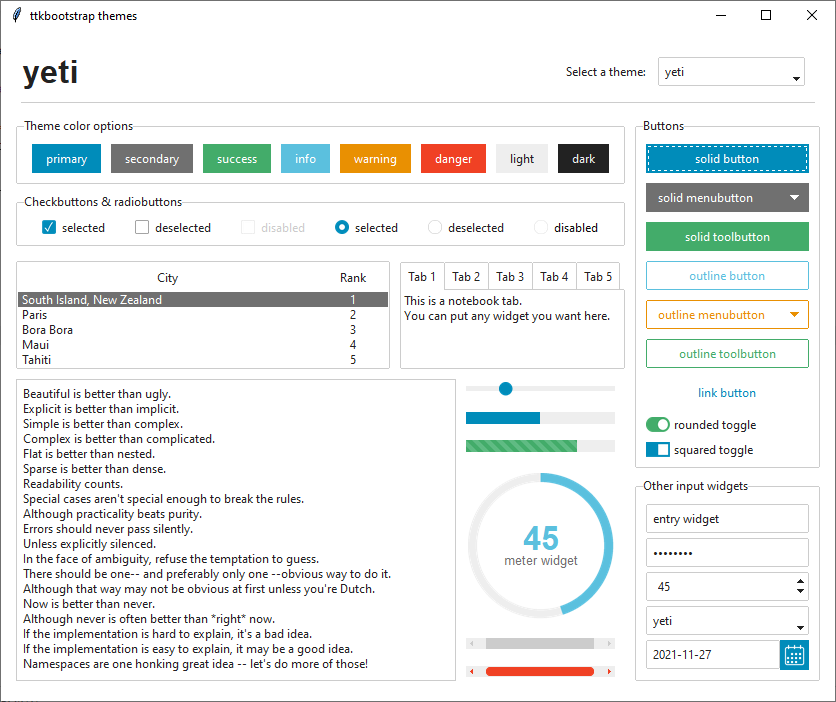 ttkbootstrap themes
yeti
Select a theme: yeti
Theme color options
primary secondary success info warning danger light dark
Checkbuttons & radiobuttons
selected deselected disabled selected deselected disabled
City Rank
South Island, New Zealand 1
Paris 2
Bora Bora 3
Maui 4
Tahiti 5
Tab 1 Tab 2 Tab 3 Tab 4 Tab 5
This is a notebook tab.
You can put any widget you want here.
Beautiful is better than ugly.
Explicit is better than implicit.
Simple is better than complex.
Complex is better than complicated.
Flat is better than nested.
Sparse is better than dense.
Readability counts.
Special cases aren't special enough to break the rules.
Although practicality beats purity.
Errors should never pass silently.
Unless explicitly silenced.
In the face of ambiguity, refuse the temptation to guess.
There should be one-- and preferably only one --obvious way to do it.
Although that way may not be obvious at first unless you're Dutch.
Now is better than never.
Although never is often better than *right* now.
If the implementation is hard to explain, it's a bad idea.
If the implementation is easy to explain, it may be a good idea.
Namespaces are one honking great idea -- let's do more of those!
45
meter widget
Buttons
solid button
solid menubutton
solid toolbutton
outline button
outline menubutton
outline toolbutton
link button
rounded toggle
squared toggle
Other input widgets
entry widget
••••••••
45
yeti
2021-11-27